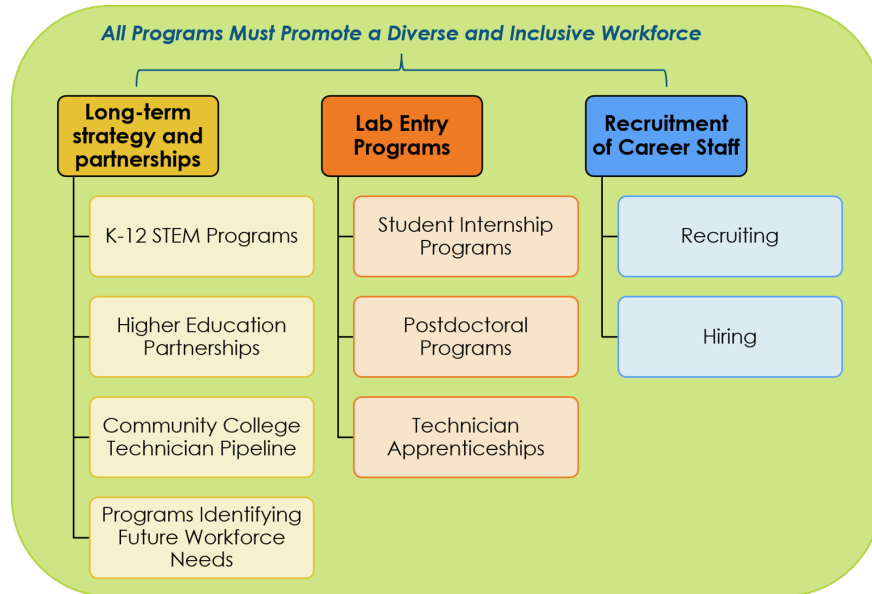 All Programs Must Promote a Diverse and Inclusive Workforce
Long-term
strategy and
partnerships
K-12 STEM Programs
Higher Education
Partnerships
Community College
Technician Pipeline
Programs Identifying
Future Workforce
Needs
Lab Entry
Programs
Student Internship
Programs
Postdoctoral
Programs
Technician
Apprenticeships
Recruitment
of Career Staff
Recruiting
Hiring